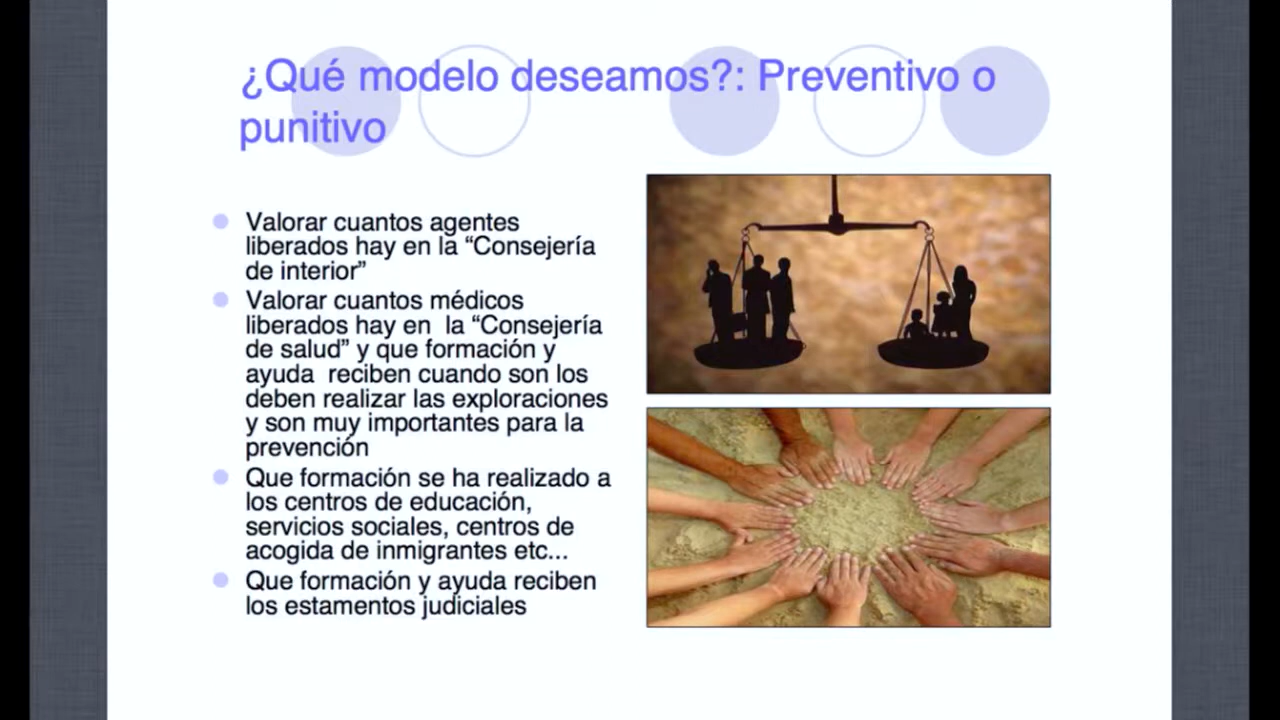 ¿Qué modelo deseamos?: Preventivo o
punitivo
Valorar cuantos agentes
liberados hay en la “Consejería
de interior”
Valorar cuantos médicos
liberados hay en  la “Consejería
de salud” y que formación y
ayuda  reciben cuando son los
deben realizar las exploraciones
y son muy importantes para la
prevención
Que formación se ha realizado a
los centros de educación,
servicios sociales, centros de
acogida de inmigrantes etc...
Que formación y ayuda reciben
los estamentos judiciales